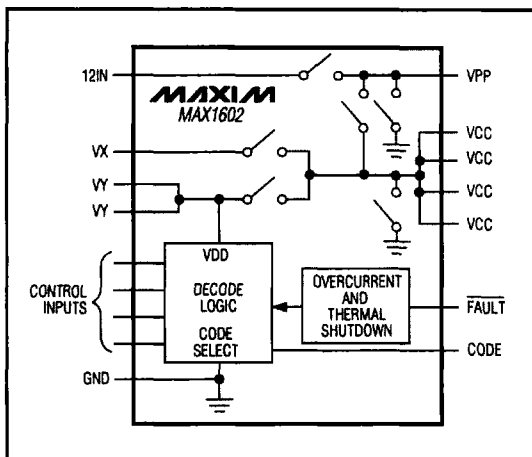 12IN
VPP
MAXIM
MAX1602
VCC
VX
VCC
VY
VCC
VY
VCC
VDD
CONTROL
INPUTS
DECODE
LOGIC
CODE
SELECT
OVERCURRENT
AND
THERMAL
SHUTDOWN
FAULT
CODE
GND